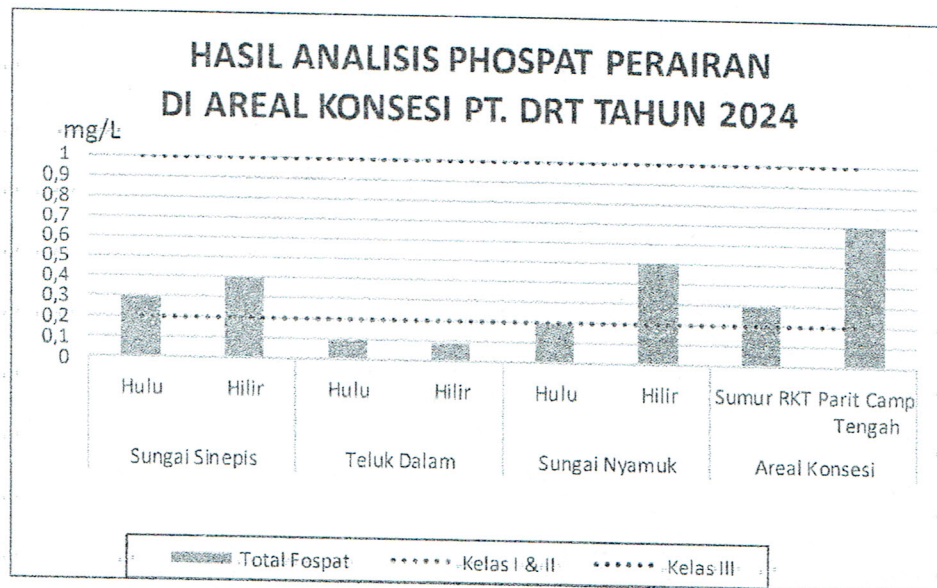 HASIL ANALISIS PHOSPAT PERAIRAN
DI AREAL KONSESI PT. DRT TAHUN 2024
mg/L
1
0,9
0,8
0,7
0,6
0,5
0,4
0,3
0,2
0,1
0
Hulu Hilir Hulu Hilir Hulu Hilir Sumur RKT Parit Camp
Tengah
Sungai Sinepis Teluk Dalam Sungai Nyamuk Areal Konsesi
Total Fospat Kelas I & II Kelas III